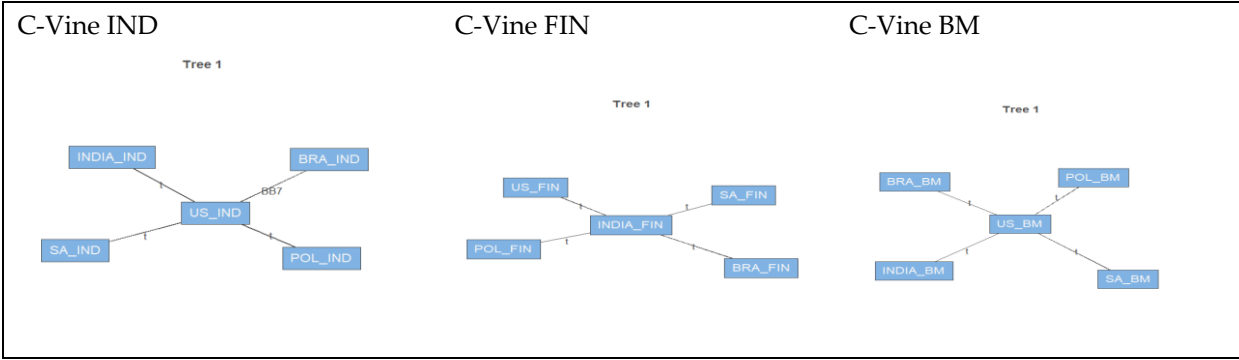 C-Vine IND
Tree 1
INDIA_IND
BRA_IND
t
BB7
US_IND
t
t
SA_IND
POL_IND
C-Vine FIN
Tree 1
US_FIN
SA_FIN
t
t
INDIA_FIN
t
t
POL_FIN
BRA_FIN
C-Vine BM
Tree 1
BRA_BM
POL_BM
t
t
US_BM
t
t
INDIA_BM
SA_BM